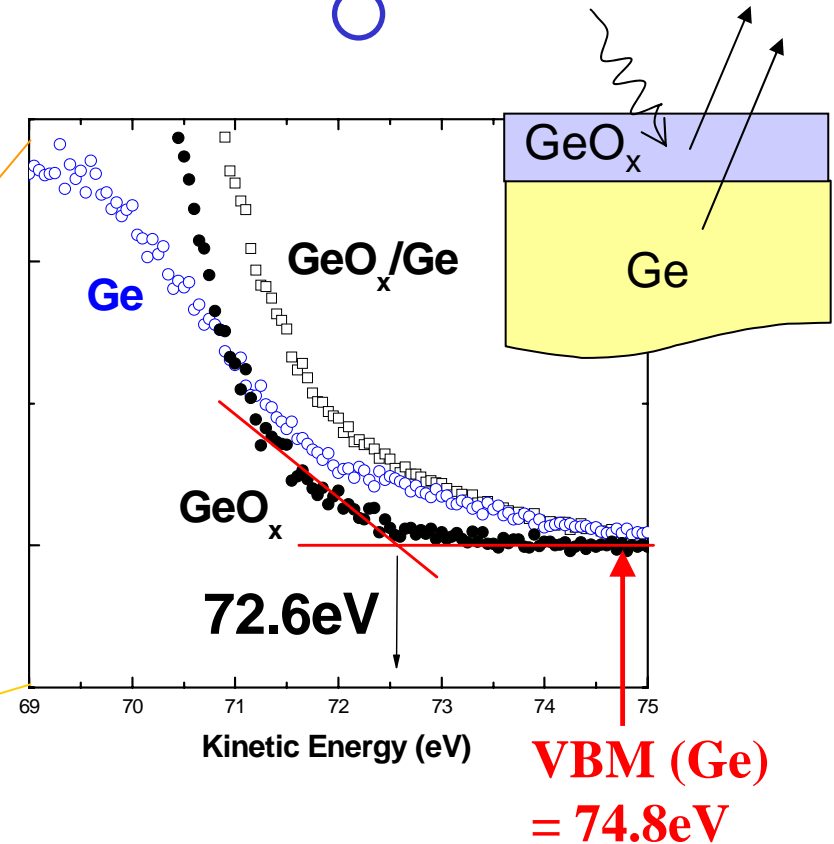 GeOx
Ge
GeOx/Ge
Ge
GeOx
72.6eV
69 70 71 72 73 74 75
Kinetic Energy (eV)
VBM (Ge)
= 74.8eV